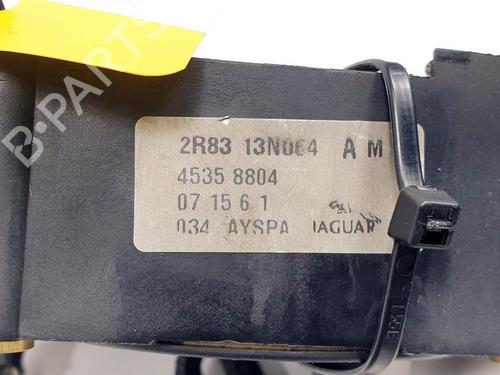 B-PARTS
2R83 13N064 A M
4535 8804
07 15 6 1
034 AYSPA JAGUAR